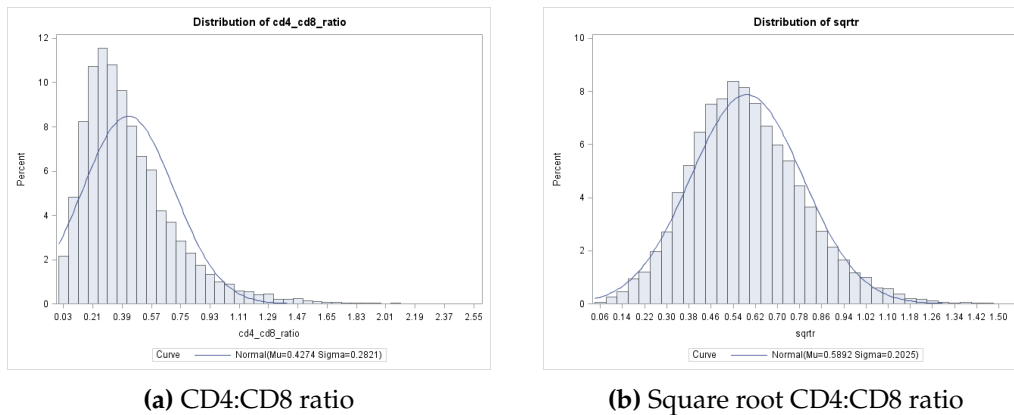 Distribution of cd4_cd8_ratio
12
10
8
6
4
2
0
Percent
0.03 0.21 0.39 0.57 0.75 0.93 1.11 1.29 1.47 1.65 1.83 2.01 2.19 2.37 2.55
cd4_cd8_ratio
Curve Normal(Mu=0.4274 Sigma=0.2821)
(a) CD4:CD8 ratio
Distribution of sqrtr
10
8
6
4
2
0
Percent
0.06 0.14 0.22 0.30 0.38 0.46 0.54 0.62 0.70 0.78 0.86 0.94 1.02 1.10 1.18 1.26 1.34 1.42 1.50
sqrtr
Curve Normal(Mu=0.5892 Sigma=0.2025)
(b) Square root CD4:CD8 ratio